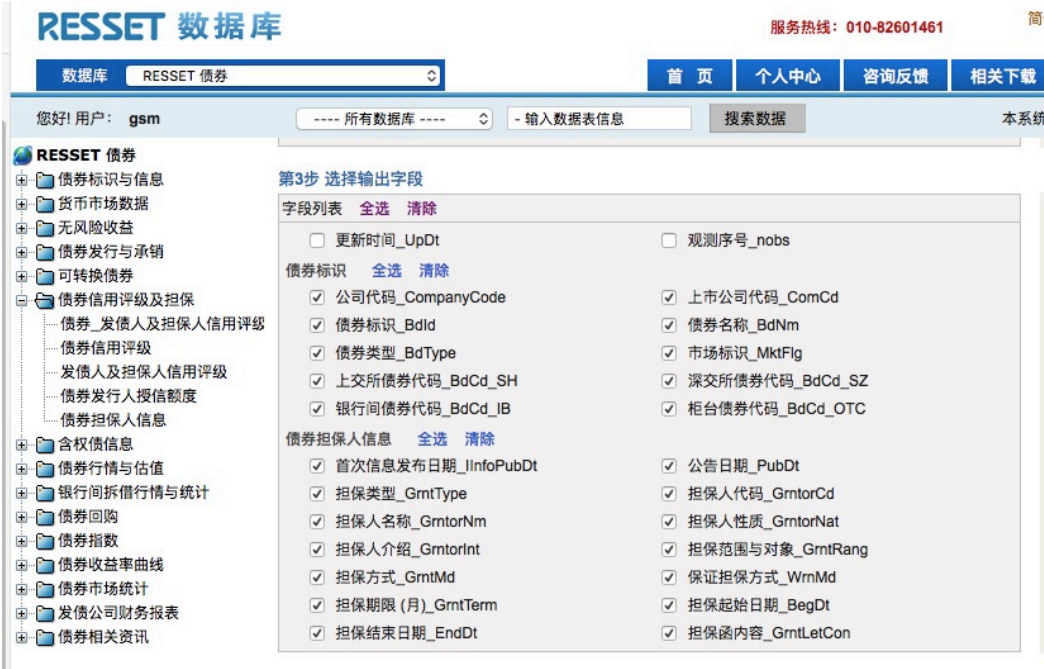 RESSET 数据库
服务热线：010-82601461
简
数据库 RESSET 债券
首 页 个人中心 咨询反馈 相关下载
您好! 用户： gsm ---- 所有数据库 ---- - 输入数据表信息 搜索数据 本系统
RESSET 债券
债券标识与信息
货币市场数据
无风险收益
债券发行与承销
可转换债券
债券信用评级及担保
债券_发债人及担保人信用评级
债券信用评级
发债人及担保人信用评级
债券发行人授信额度
债券担保人信息
含权债信息
债券行情与估值
银行间拆借行情与统计
债券回购
债券指数
债券收益率曲线
债券市场统计
发债公司财务报表
债券相关资讯
第3步 选择输出字段
字段列表 全选 清除
更新时间_UpDt 观测序号_nobs
债券标识 全选 清除
公司代码_CompanyCode 上市公司代码_ComCd
债券标识_BdId 债券名称_BdNm
债券类型_BdType 市场标识_MktFlg
上交所债券代码_BdCd_SH 深交所债券代码_BdCd_SZ
银行间债券代码_BdCd_IB 柜台债券代码_BdCd_OTC
债券担保人信息 全选 清除
首次信息发布日期_IInfoPubDt 公告日期_PubDt
担保类型_GrntType 担保人代码_GrntorCd
担保人名称_GrntorNm 担保人性质_GrntorNat
担保人介绍_GrntorInt 担保范围与对象_GrntRang
担保方式_GrntMd 保证担保方式_WrnMd
担保期限 (月)_GrntTerm 担保起始日期_BegDt
担保结束日期_EndDt 担保函内容_GrntLetCon